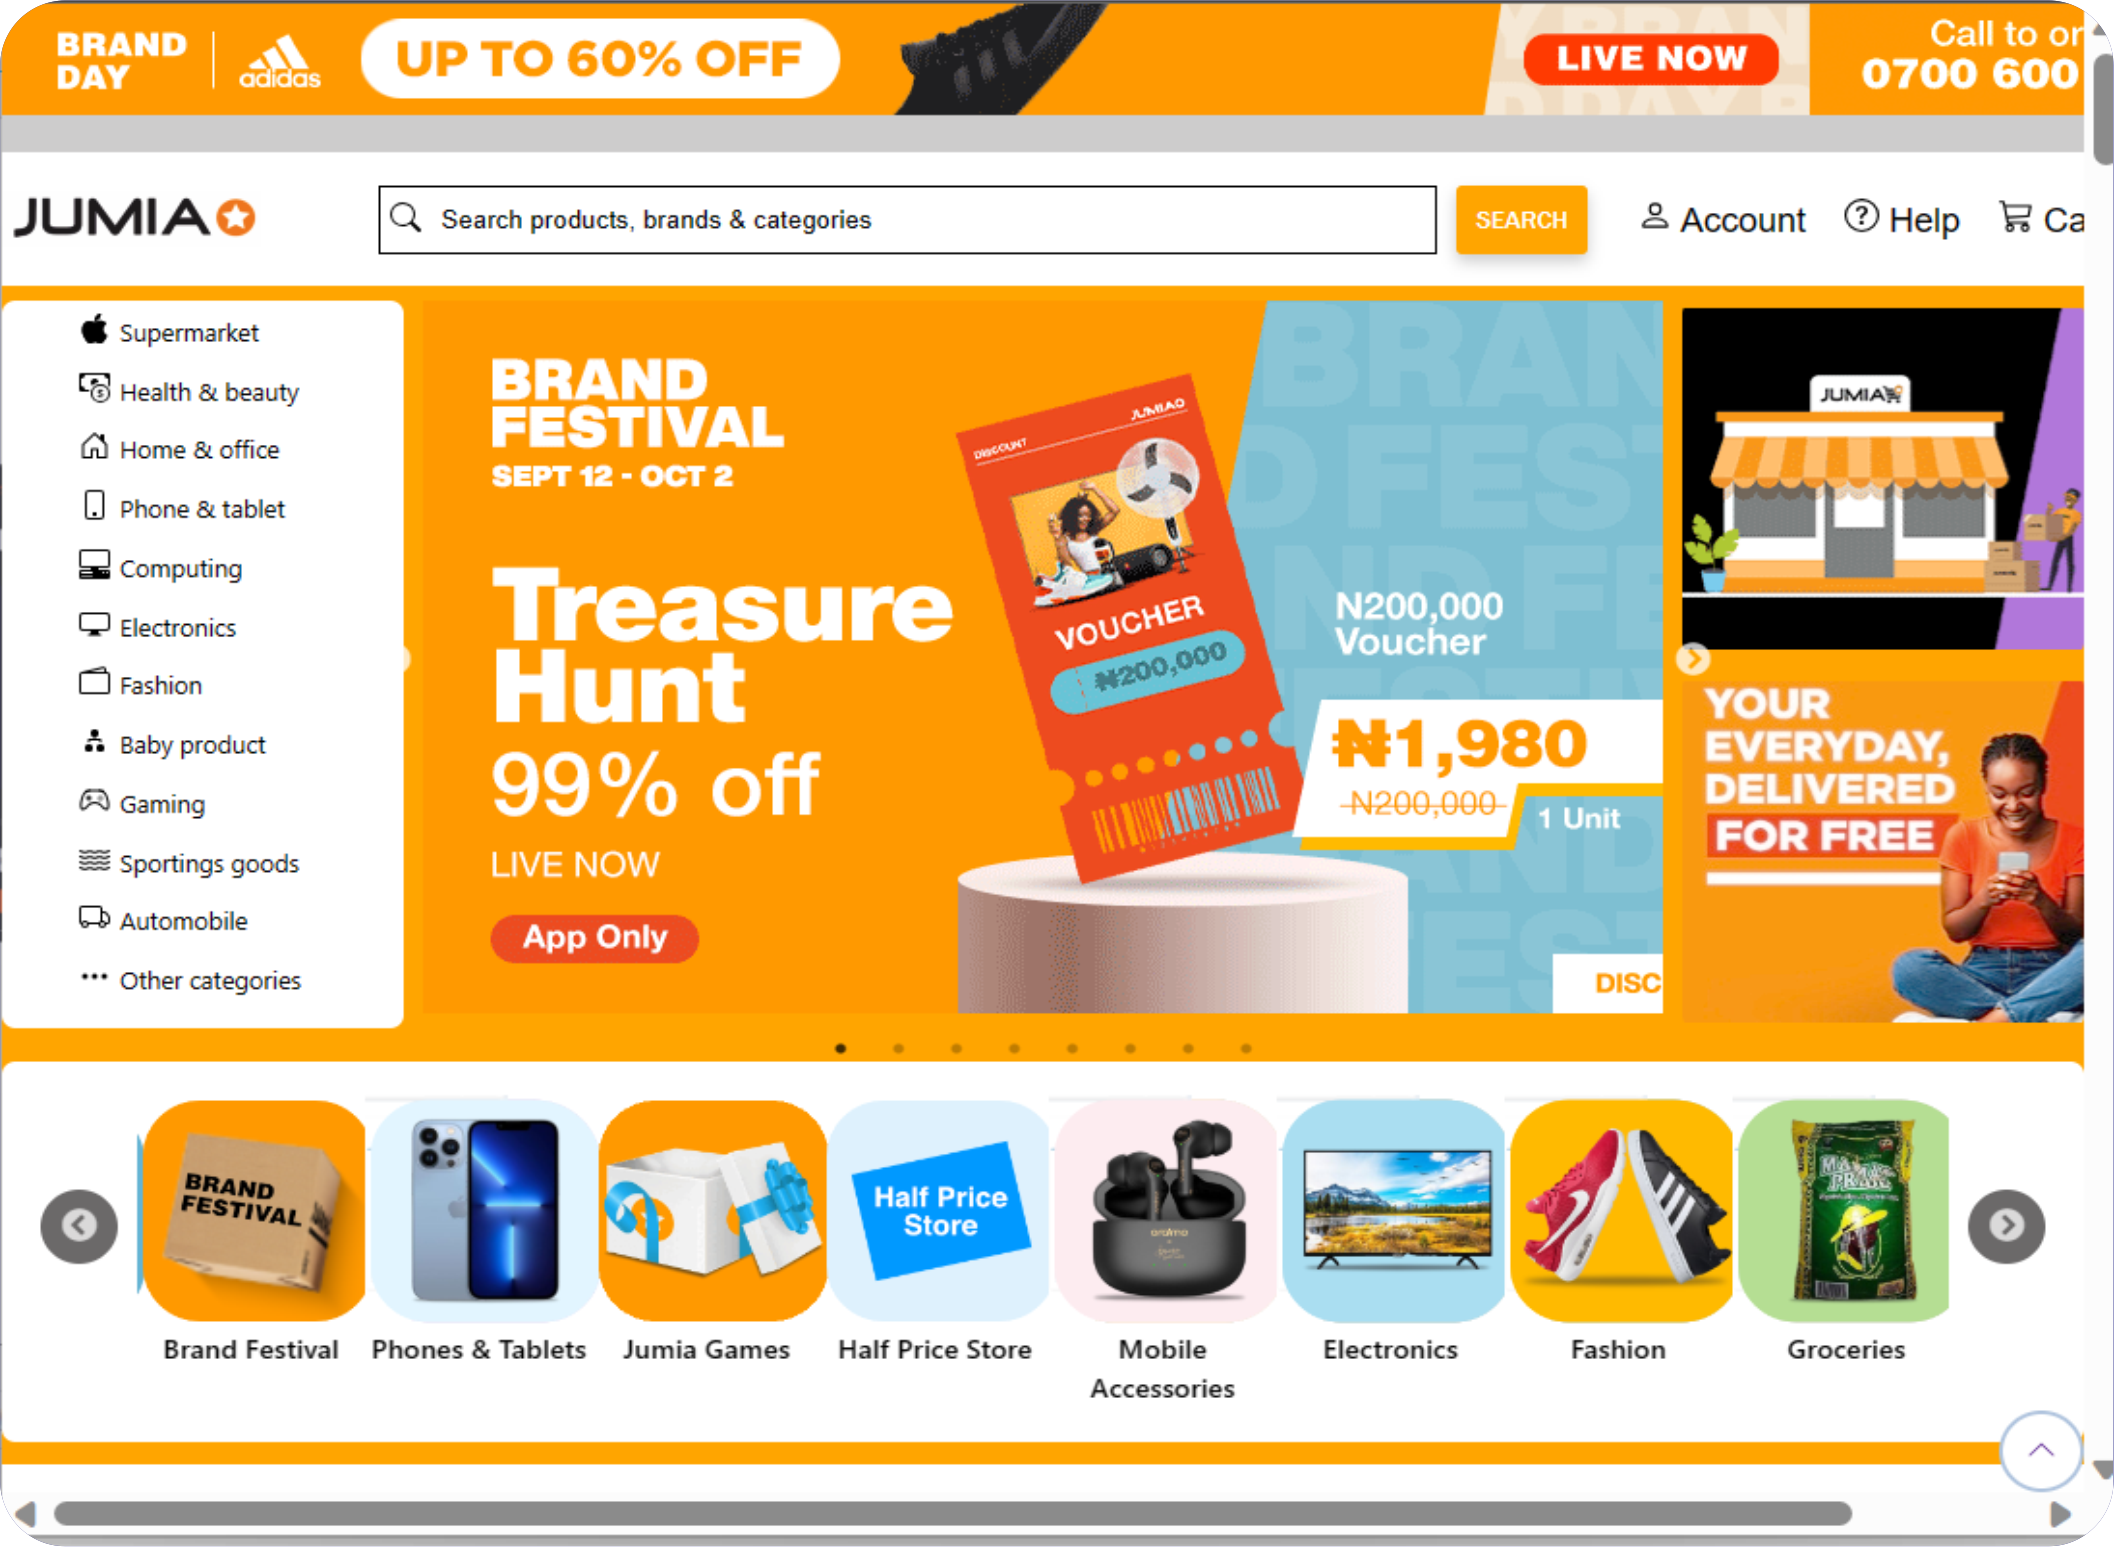 BRAND
DAY
adidas
UP TO 60% OFF
LIVE NOW
Call to or
0700 600
JUMIA
Search products, brands & categories
SEARCH
Account
Help
Ca
Supermarket
Health & beauty
Home & office
Phone & tablet
Computing
Electronics
Fashion
Baby product
Gaming
Sportings goods
Automobile
Other categories
BRAND
FESTIVAL
SEPT 12 - OCT 2
Treasure
Hunt
99% off
LIVE NOW
App Only
DISCOUNT
JUMIA
VOUCHER
₦200,000
N200,000
Voucher
₦1,980
N200,000
1 Unit
DISC
JUMIA
YOUR
EVERYDAY,
DELIVERED
FOR FREE
BRAND
FESTIVAL
Half Price
Store
oraimo
Brand Festival
Phones & Tablets
Jumia Games
Half Price Store
Mobile
Accessories
Electronics
Fashion
Groceries